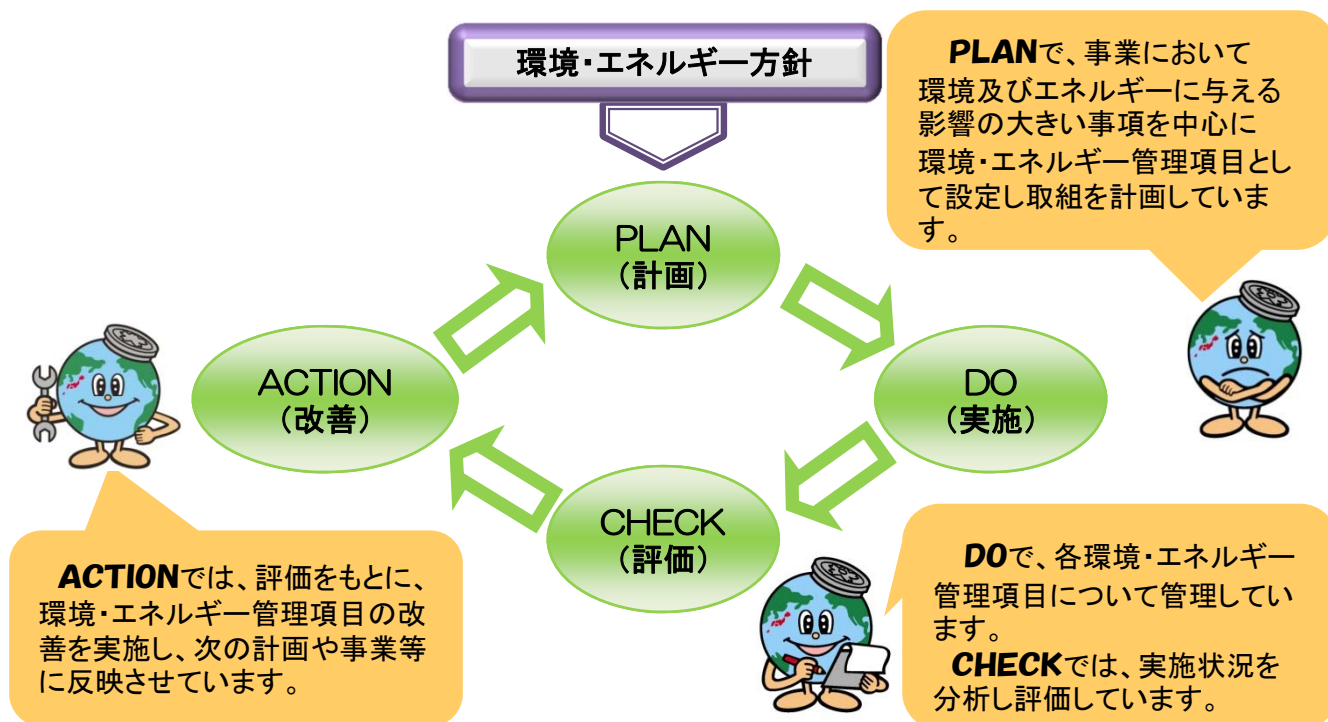 環境・エネルギー方針
PLANで、事業において
環境及びエネルギーに与える
影響の大きい事項を中心に
環境・エネルギー管理項目とし
て設定し取組を計画していま
す。
PLAN
(計画)
ACTION
(改善)
DO
(実施)
CHECK
(評価)
ACTIONでは、評価をもとに、
環境・エネルギー管理項目の改
善を実施し、次の計画や事業等
に反映させています。
DOで、各環境・エネルギー
管理項目について管理してい
ます。
CHECKでは、実施状況を
分析し評価しています。